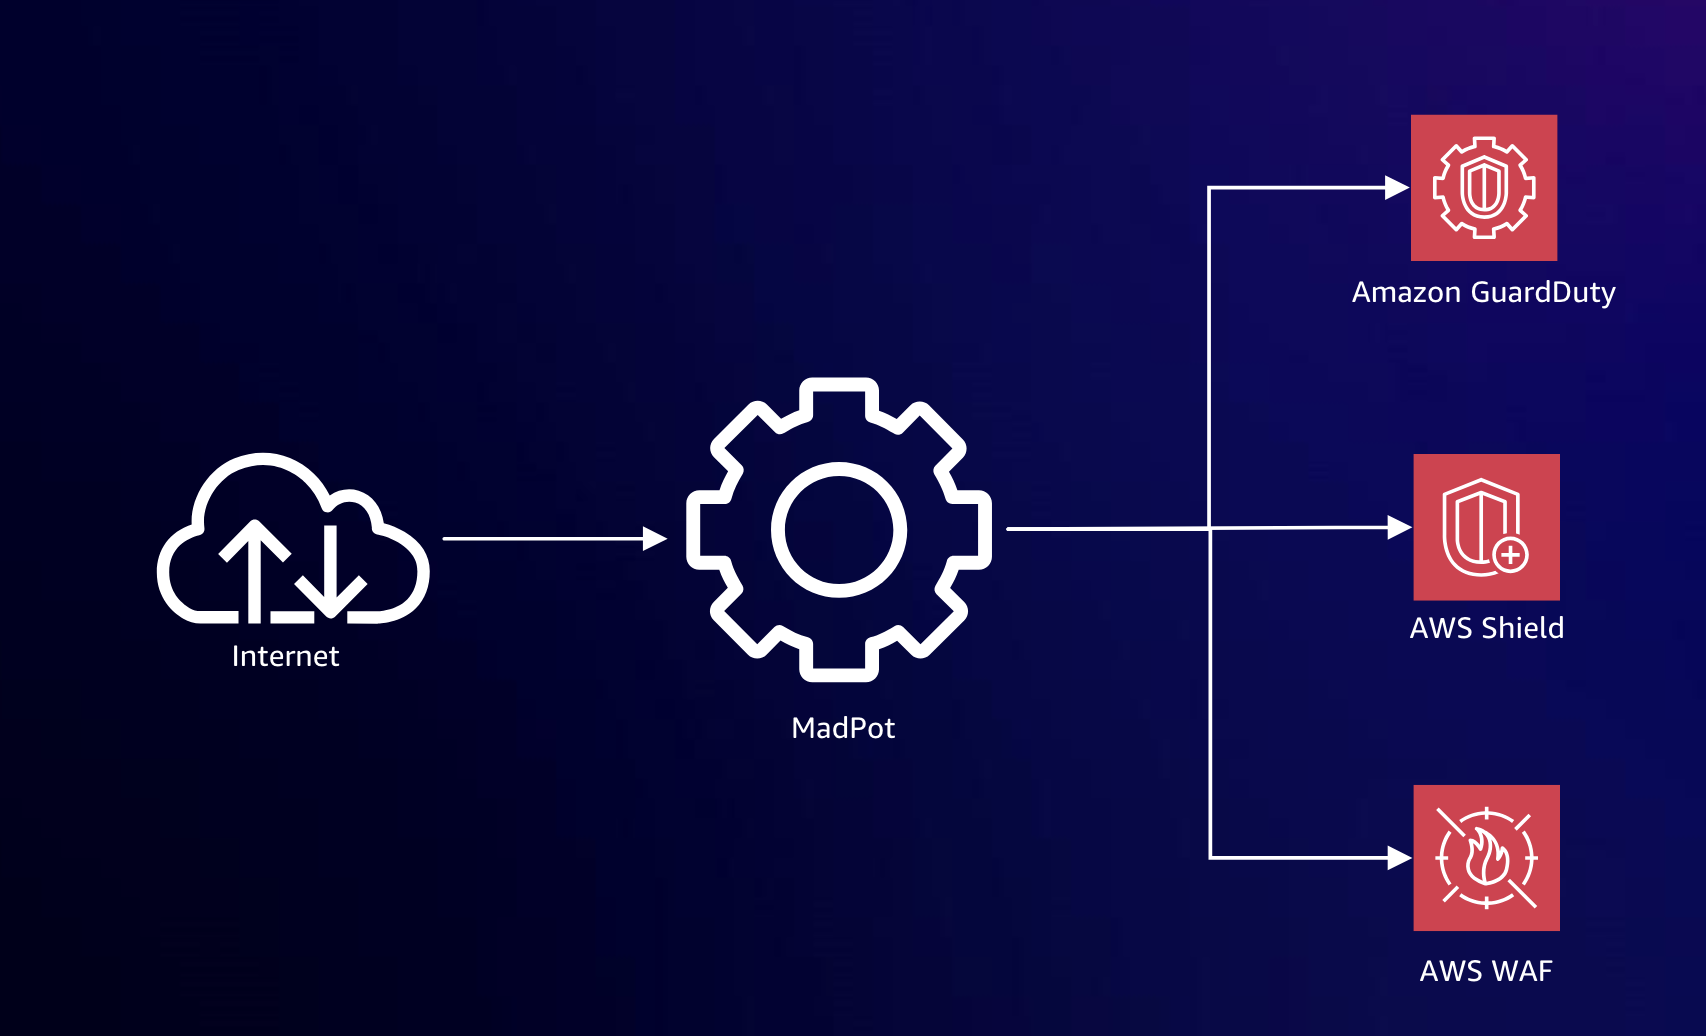 Internet
MadPot
Amazon GuardDuty
AWS Shield
AWS WAF